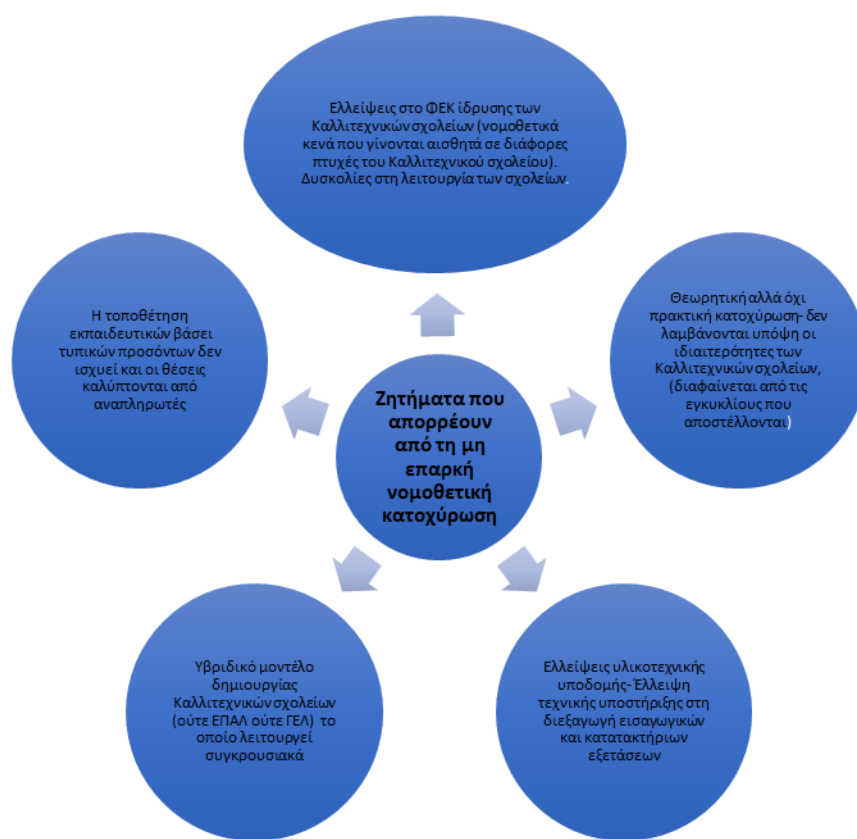 Ελλείψεις στο ΦΕΚ ίδρυσης των
Καλλιτεχνικών σχολείων (νομοθετικά
κενά που γίνονται αισθητά σε διάφορες
πτυχές του Καλλιτεχνικού σχολείου).
Δυσκολίες στη λειτουργία των σχολείων.
Η τοποθέτηση
εκπαιδευτικών βάσει
τυπικών προσόντων δεν
ισχυεί και οι θέσεις
καλύπτονται από
αναπληρωτές
Θεωρητική αλλά όχι
πρακτική κατοχύρωση- δεν
λαμβάνονται υπόψη οι
ιδιαιτερότητες των
Καλλιτεχνικών σχολείων,
(διαφαίνεται από τις
εγκυκλίους που
αποστέλλονται)
Ζητήματα που
απορρέουν
από τη μη
επαρκή
νομοθετική
κατοχύρωση
Υβριδικό μοντέλο
δημιουργίας
Καλλιτεχνικών σχολείων
(ούτε ΕΠΑΛ ούτε ΓΕΛ) το
οποίο λειτουργεί
συγκρουσιακά
Ελλείψεις υλικοτεχνικής
υποδομής- Έλλειψη
τεχνικής υποστήριξης στη
διεξαγωγή εισαγωγικών
και κατατακτήριων
εξετάσεων